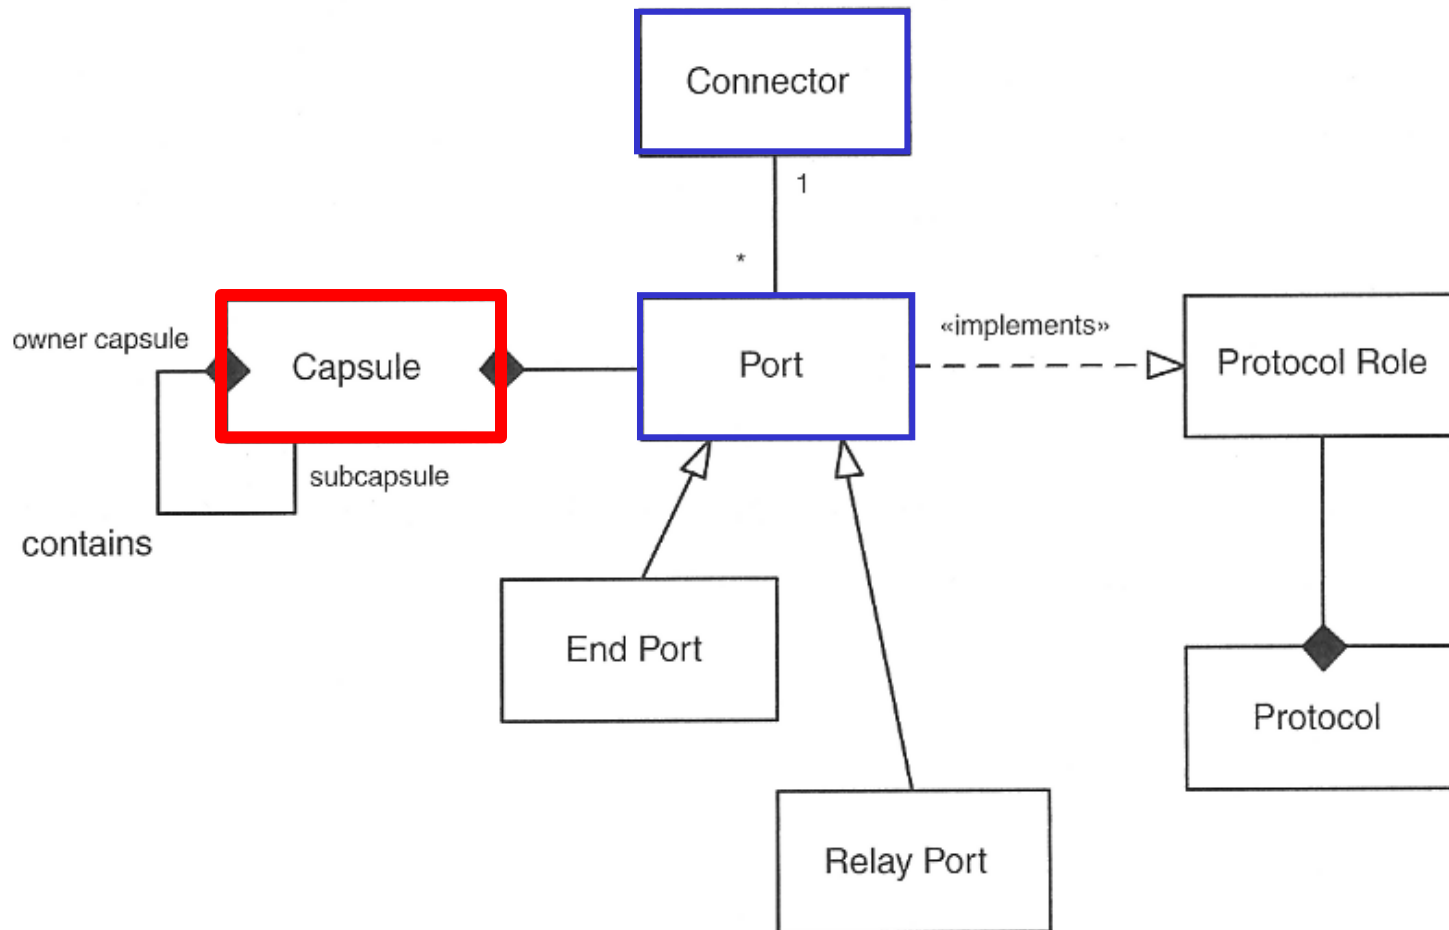 Connector
1
*
owner capsule
Capsule
Port
«implements»
Protocol Role
subcapsule
contains
End Port
Protocol
Relay Port